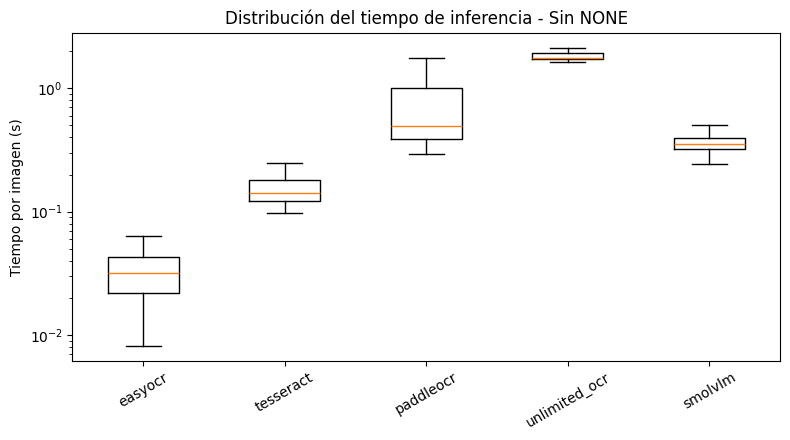 Distribución del tiempo de inferencia - Sin NONE
Tiempo por imagen (s)
10⁰
10⁻¹
10⁻²
easyocr
tesseract
paddleocr
unlimited_ocr
smolvlm